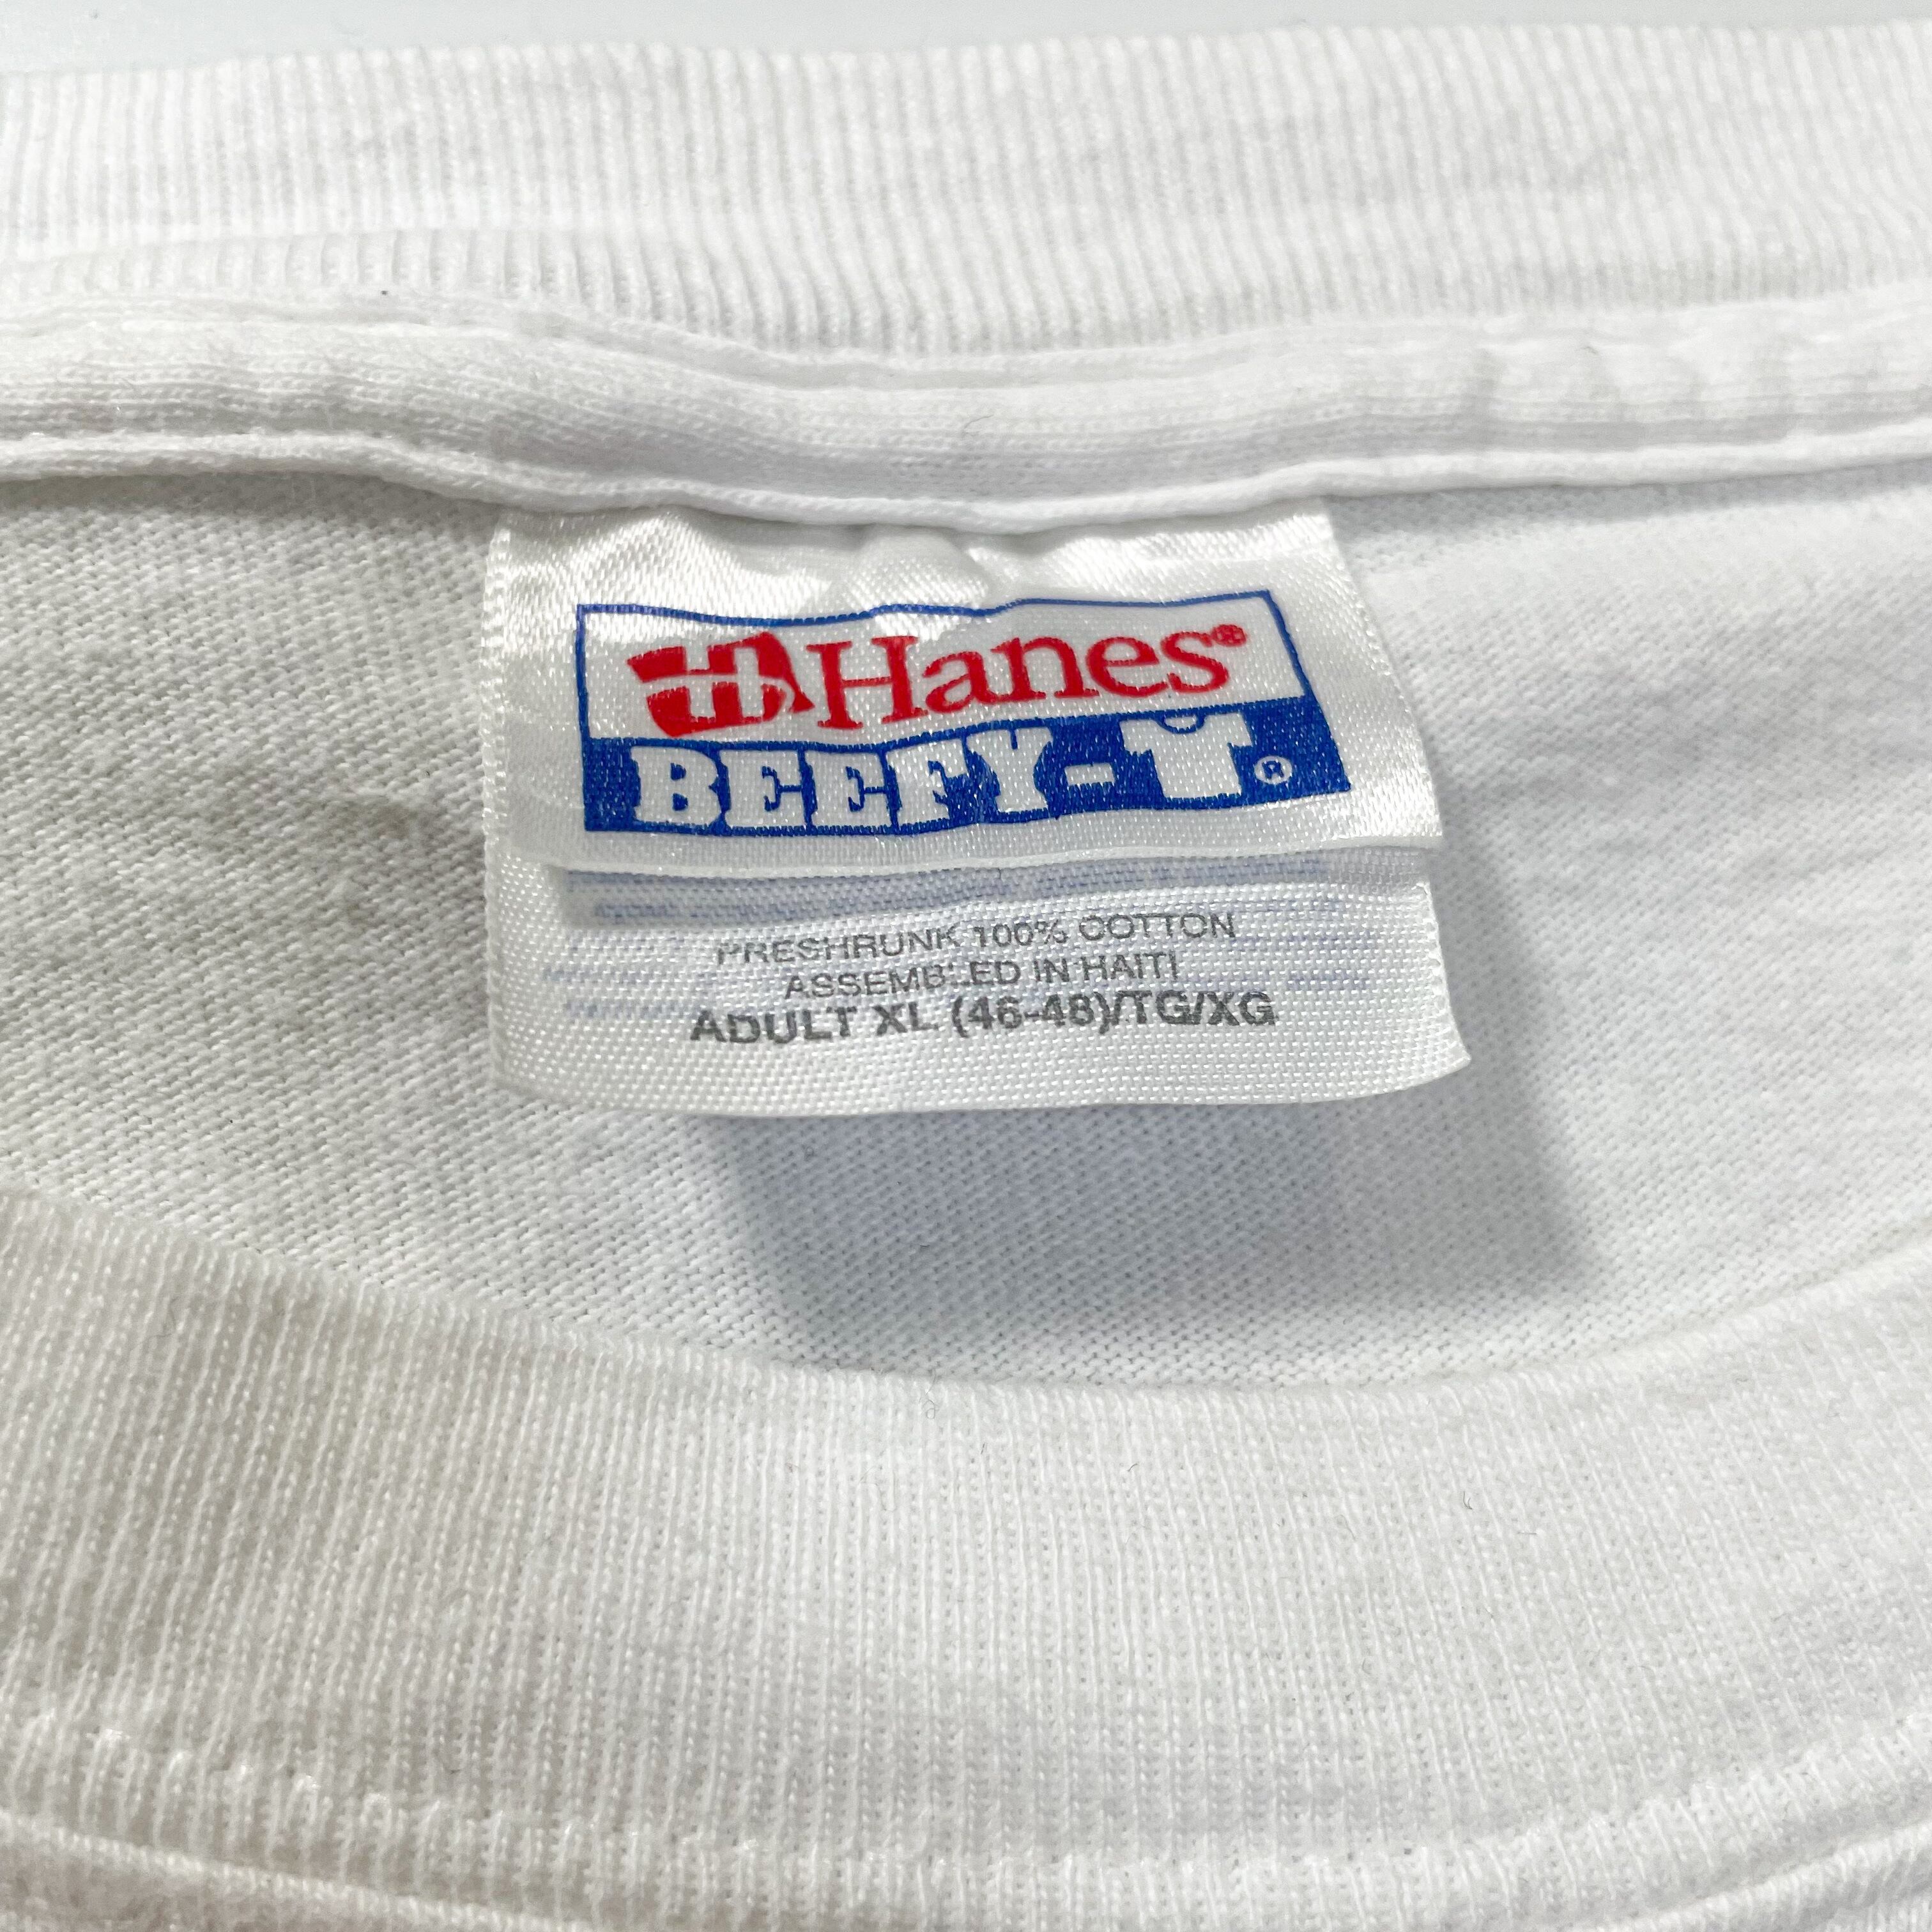 H Hanes®
BEEFY-T®
PRESHRUNK 100% COTTON
ASSEMBLED IN HAITI
ADULT XL (46-48)/TG/XG